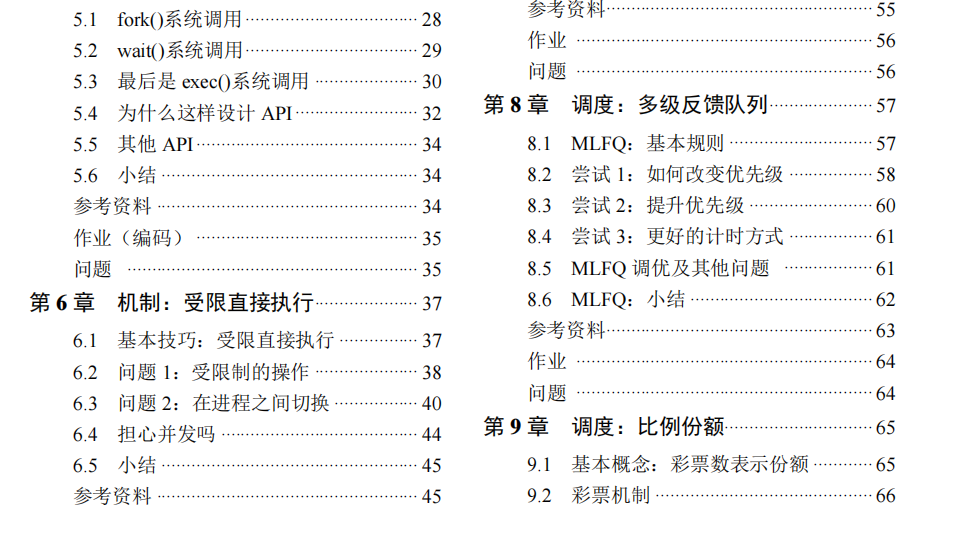 5.1 fork()系统调用 ·········· 28
5.2 wait()系统调用 ·········· 29
5.3 最后是 exec()系统调用 ·········· 30
5.4 为什么这样设计 API ·········· 32
5.5 其他 API ·········· 34
5.6 小结 ·········· 34
参考资料 ·········· 34
作业（编码） ·········· 35
问题 ·········· 35
第 6 章 机制：受限直接执行 ·········· 37
6.1 基本技巧：受限直接执行 ·········· 37
6.2 问题 1：受限制的操作 ·········· 38
6.3 问题 2：在进程之间切换 ·········· 40
6.4 担心并发吗 ·········· 44
6.5 小结 ·········· 45
参考资料 ·········· 45
参考资料 ·········· 55
作业 ·········· 56
问题 ·········· 56
第 8 章 调度：多级反馈队列 ·········· 57
8.1 MLFQ：基本规则 ·········· 57
8.2 尝试 1：如何改变优先级 ·········· 58
8.3 尝试 2：提升优先级 ·········· 60
8.4 尝试 3：更好的计时方式 ·········· 61
8.5 MLFQ 调优及其他问题 ·········· 61
8.6 MLFQ：小结 ·········· 62
参考资料 ·········· 63
作业 ·········· 64
问题 ·········· 64
第 9 章 调度：比例份额 ·········· 65
9.1 基本概念：彩票数表示份额 ·········· 65
9.2 彩票机制 ·········· 66